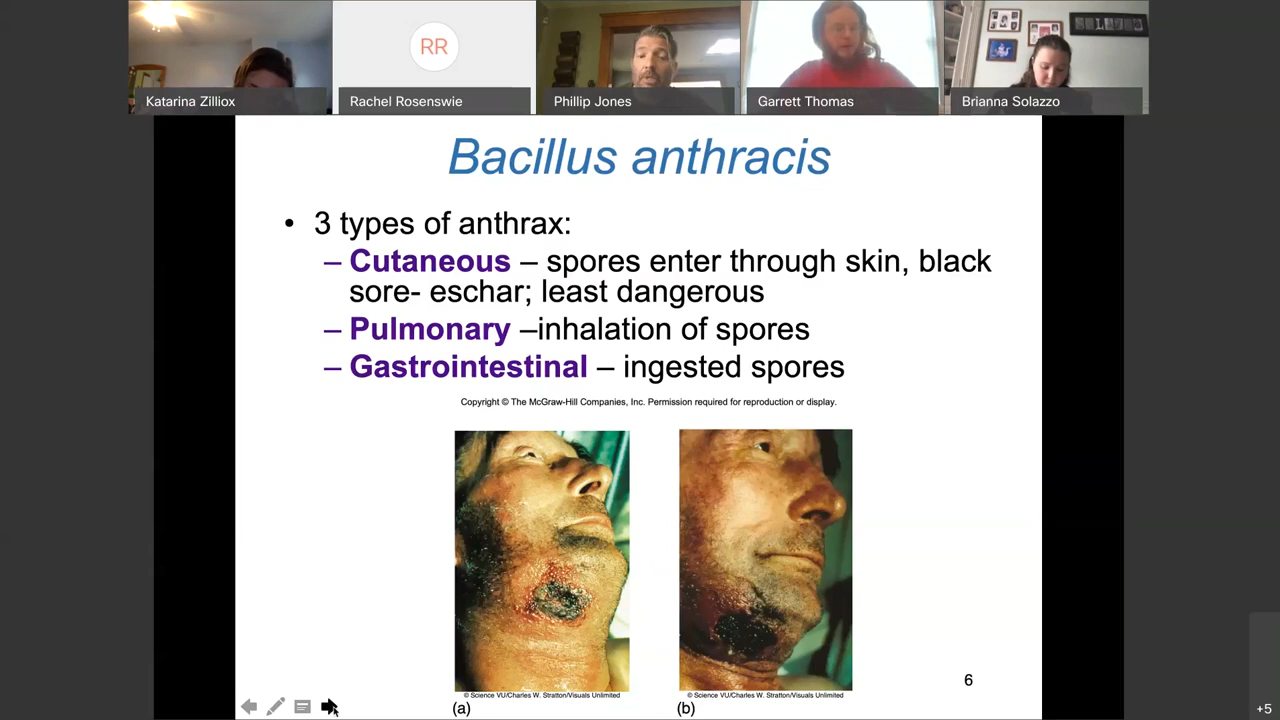 RR
Katarina Zilliox
Rachel Rosenswie
Phillip Jones
Garrett Thomas
Brianna Solazzo
Bacillus anthracis
• 3 types of anthrax:
– Cutaneous – spores enter through skin, black
sore- eschar; least dangerous
– Pulmonary –inhalation of spores
– Gastrointestinal – ingested spores
Copyright © The McGraw-Hill Companies, Inc. Permission required for reproduction or display.
© Science VU/Charles W. Stratton/Visuals Unlimited
© Science VU/Charles W. Stratton/Visuals Unlimited
(a)
(b)
6
+5